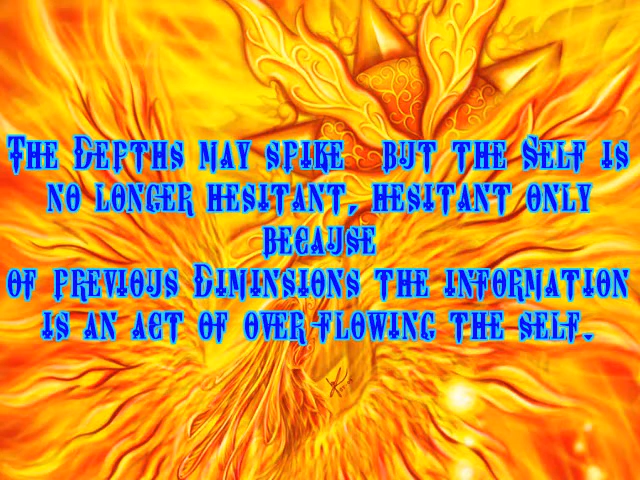 The Depths may spike  but the Self is
no longer hesitant, hesitant only
because
of previous Diminsions the information
is an act of over-flowing the self.